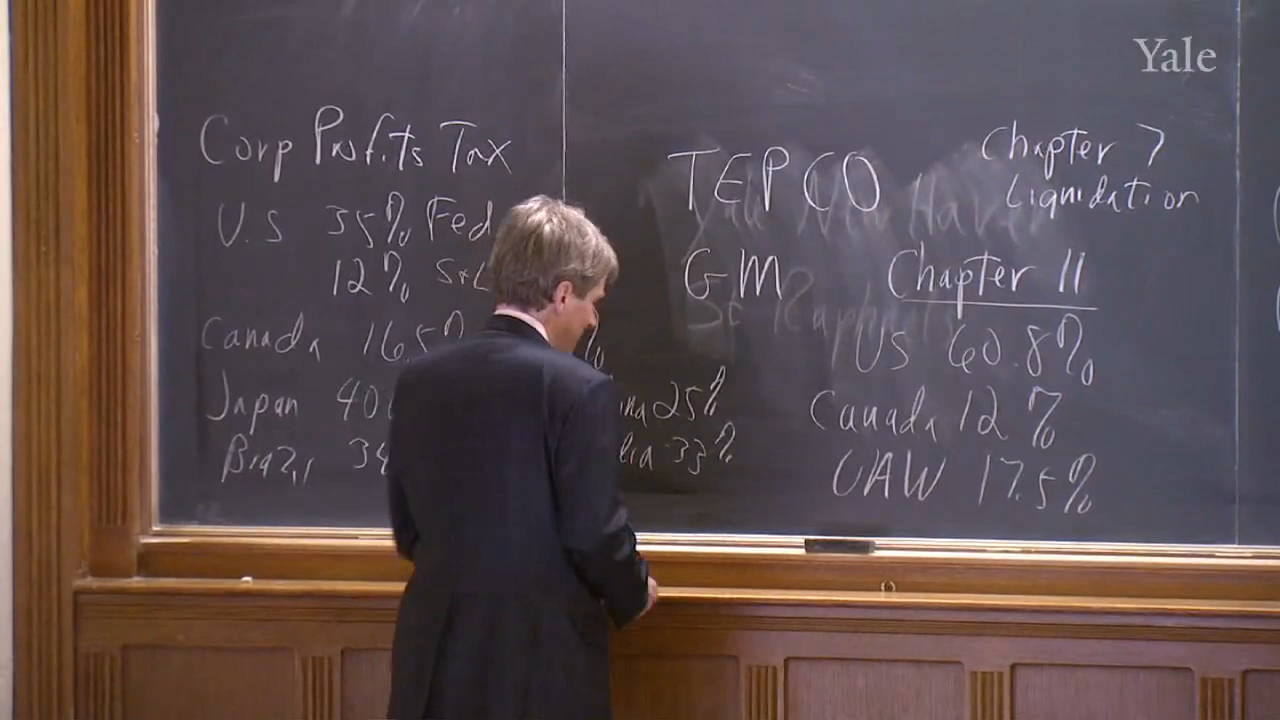 Yale
Corp Profits Tax
U.S 35% Fed
12% S+L
Canada 16.5%
Japan 40
Brazil 34
25%
33%
TEPCO
GM
Chapter 7
Liquidation
Chapter 11
US 60.8%
Canada 12%
UAW 17.5%